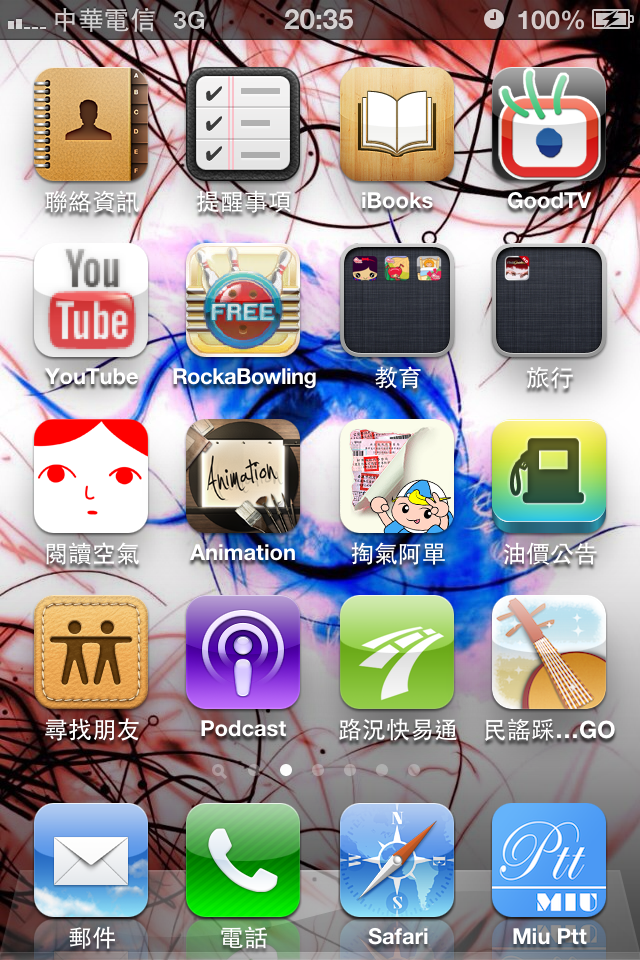 中華電信 3G 20:35 100%
A
B
C
D
E
F
聯絡資訊 提醒事項 iBooks GoodTV
You
Tube
FREE
YouTube RockaBowling 教育 旅行
Animation
閱讀空氣 Animation 掏氣阿單 油價公告
尋找朋友 Podcast 路況快易通 民謠踩...GO
N
W E
S
Ptt
MIU
郵件 電話 Safari Miu Ptt